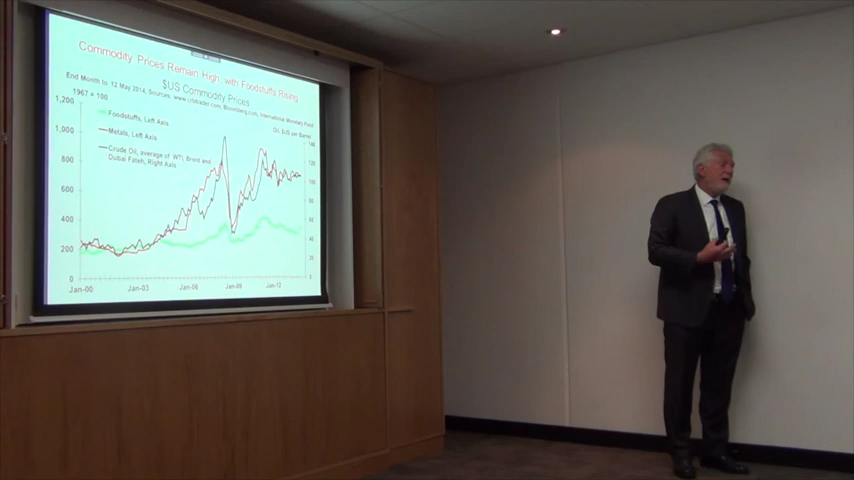 Commodity Prices Remain High, with Foodstuffs Rising
$US Commodity Prices
End Month to 12 May 2014, Sources: www.crbtrader.com; Bloomberg.com, International Monetary Fund
1967 = 100
Oil, $US per Barrel
1,200
1,000
800
600
400
200
0
Foodstuffs, Left Axis
Metals, Left Axis
Crude Oil, average of WTI, Brent and
Dubai Fateh, Right Axis
140
120
100
80
60
40
20
0
Jan-00
Jan-03
Jan-06
Jan-09
Jan-12